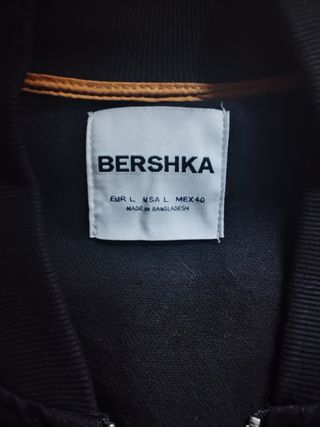 BERSHKA
EUR L USA L MEX 40
MADE IN BANGLADESH